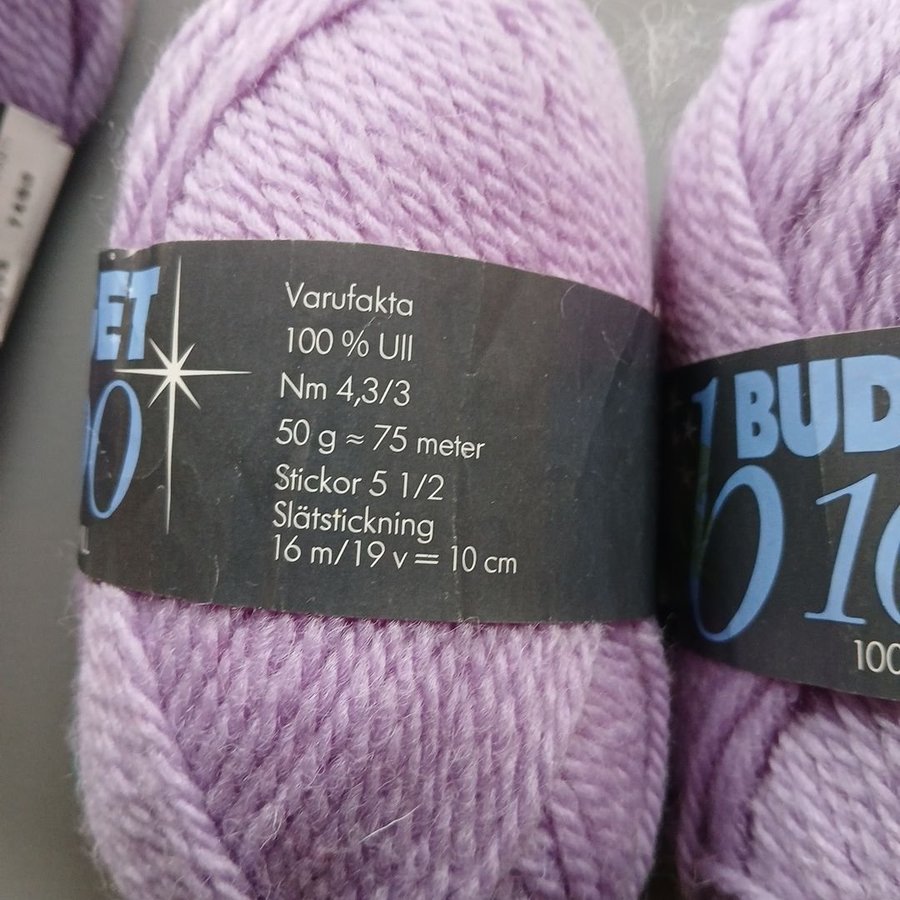 ET
Varufakta
100 % Ull
Nm 4,3/3
50 g ≈ 75 meter
Stickor 5 1/2
Slätstickning
16 m/19 v = 10 cm
BUD
100